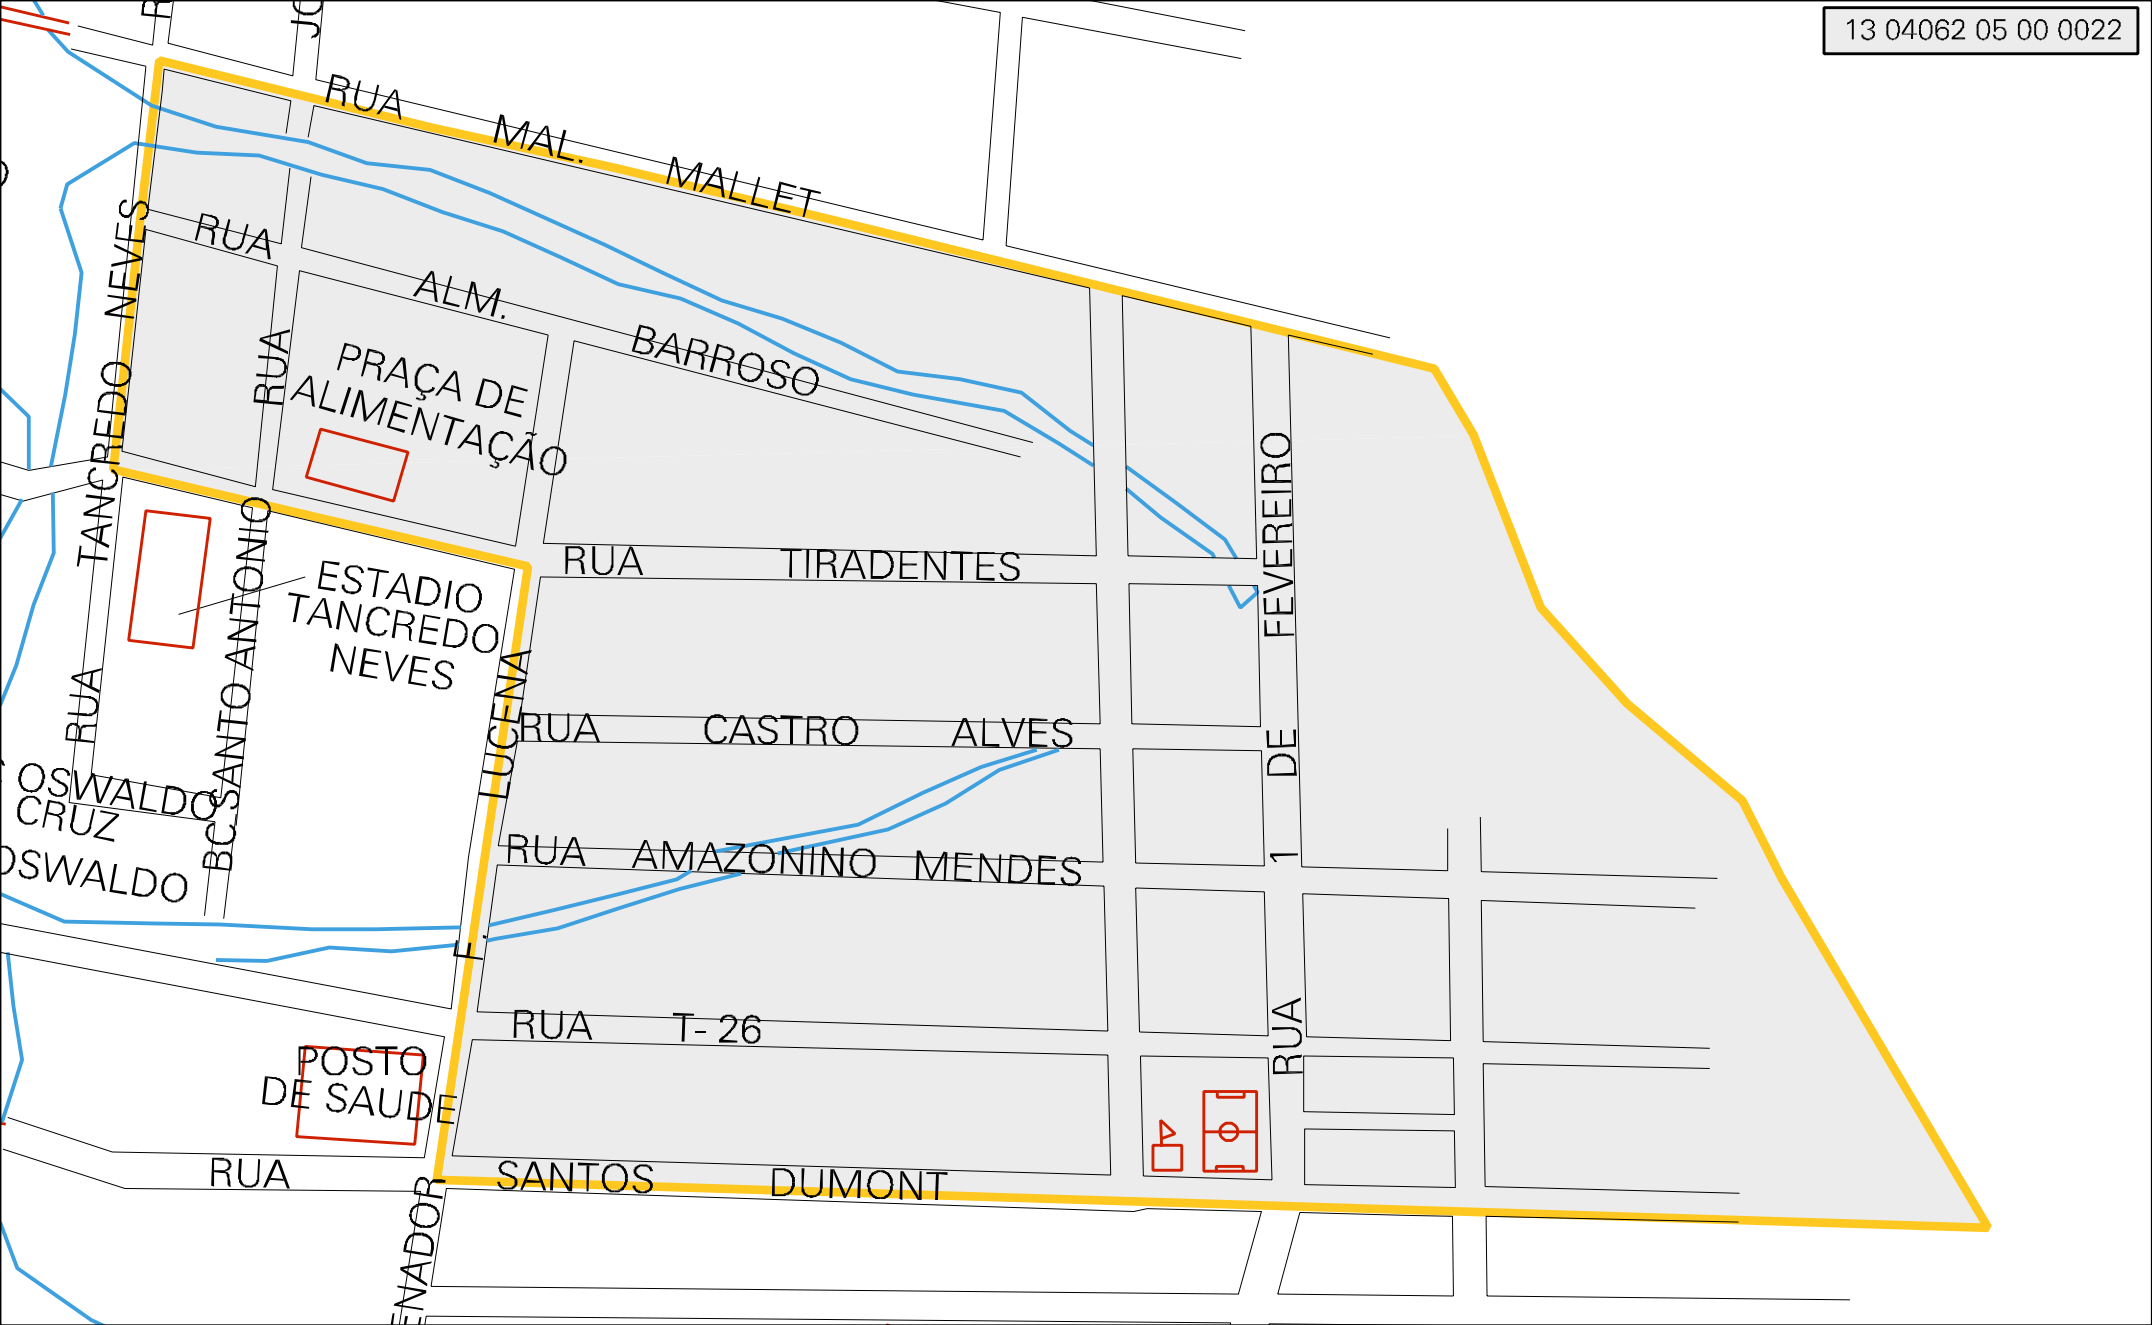 13 04062 05 00 0022
RUA MAL. MALLET
RUA ALM. BARROSO
PRAÇA DE
ALIMENTAÇÃO
RUA TANCREDO NEVES
RUA
BC SANTO ANTONIO
ESTADIO
TANCREDO
NEVES
RUA TIRADENTES
RUA 1 DE FEVEREIRO
RUA CASTRO ALVES
F. LUCENA
OSWALDO
CRUZ
RUA AMAZONINO MENDES
OSWALDO
RUA T-26
POSTO
DE SAUDE
RUA SANTOS DUMONT